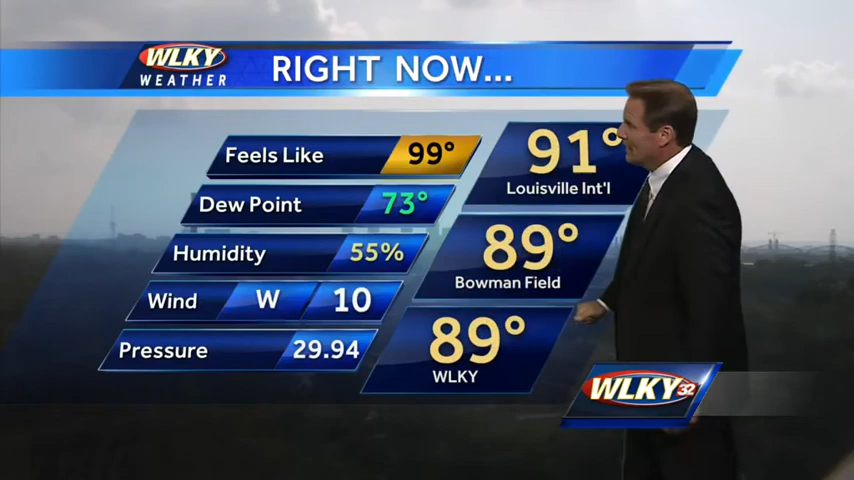 WLKY
WEATHER
RIGHT NOW...
Feels Like 99°
Dew Point 73°
Humidity 55%
Wind W 10
Pressure 29.94
91°
Louisville Int'l
89°
Bowman Field
89°
WLKY
WLKY 32